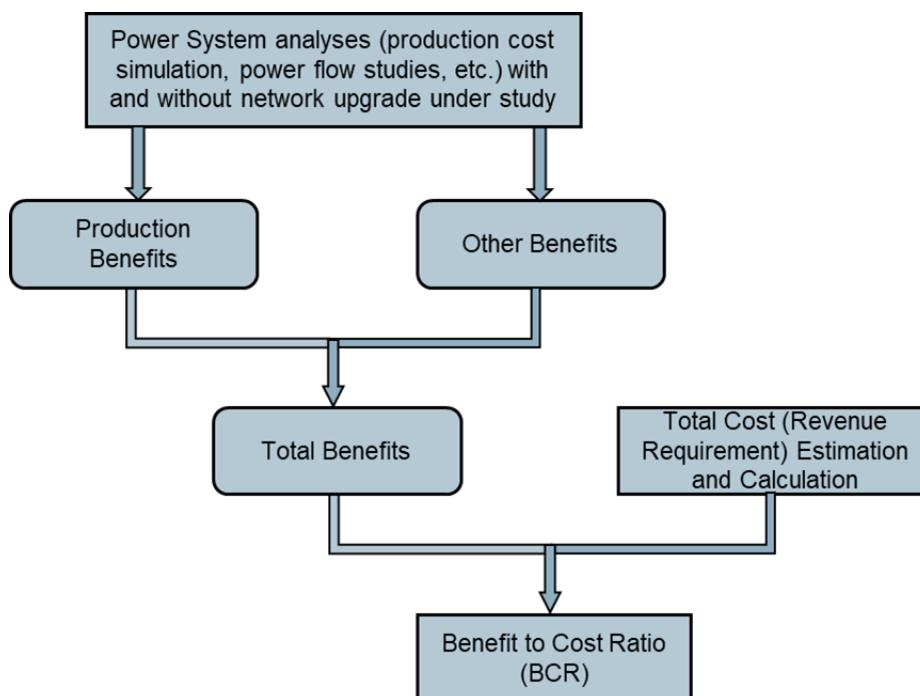 Power System analyses (production cost
simulation, power flow studies, etc.) with
and without network upgrade under study
Production
Benefits
Other Benefits
Total Benefits
Total Cost (Revenue
Requirement) Estimation
and Calculation
Benefit to Cost Ratio
(BCR)